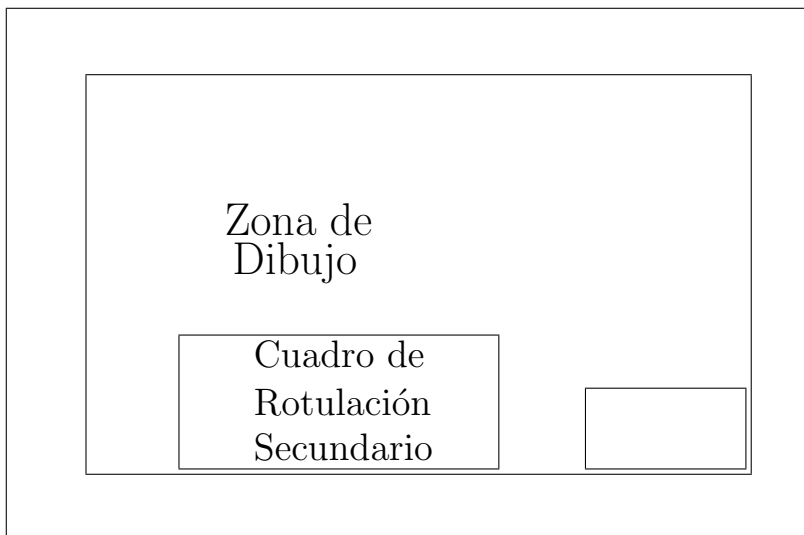 Zona de
Dibujo
Cuadro de
Rotulación
Secundario